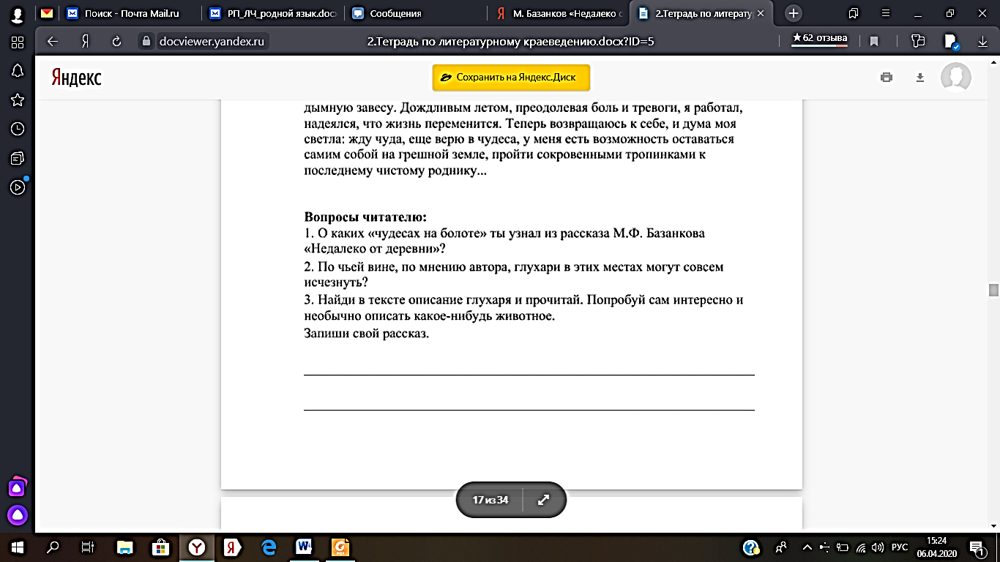 Поиск - Почта Mail.ru
РП_ЛЧ_родной язык.docx
Сообщения
М. Базанков «Недалеко о
2.Тетрадь по литерату
docviewer.yandex.ru
2.Тетрадь по литературному краеведению.docx?ID=5
★62 отзыва
Яндекс
Сохранить на Яндекс.Диск
дымную завесу. Дождливым летом, преодолевая боль и тревоги, я работал,
надеялся, что жизнь переменится. Теперь возвращаюсь к себе, и дума моя
светла: жду чуда, еще верю в чудеса, у меня есть возможность оставаться
самим собой на грешной земле, пройти сокровенными тропинками к
последнему чистому роднику...
Вопросы читателю:
1. О каких «чудесах на болоте» ты узнал из рассказа М.Ф. Базанкова
«Недалеко от деревни»?
2. По чьей вине, по мнению автора, глухари в этих местах могут совсем
исчезнуть?
3. Найди в тексте описание глухаря и прочитай. Попробуй сам интересно и
необычно описать какое-нибудь животное.
Запиши свой рассказ.
17 из 34
РУС
15:24
06.04.2020